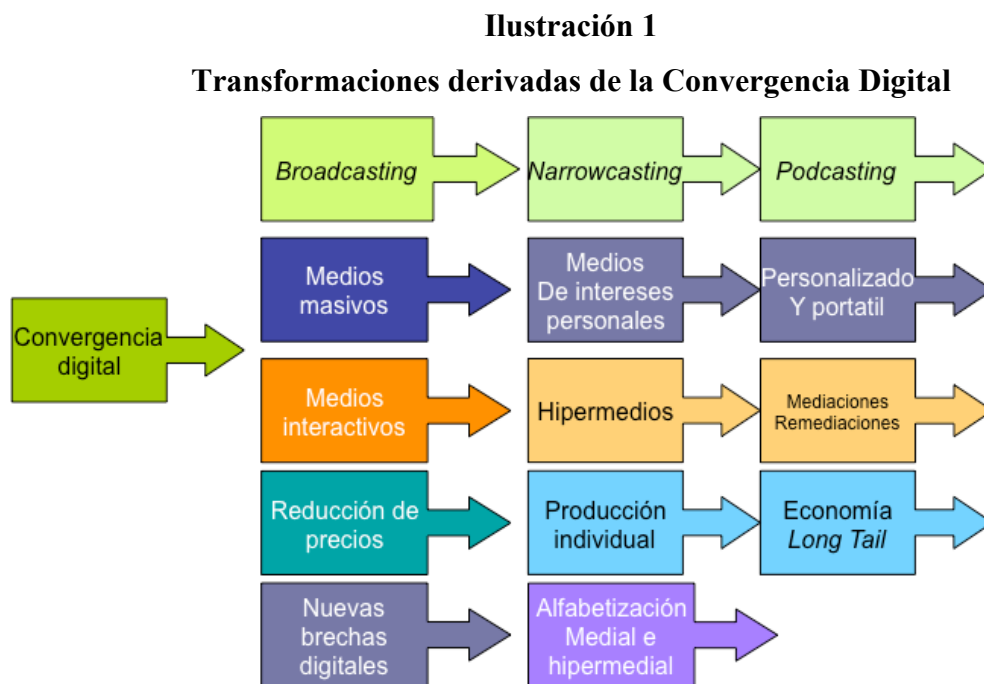 Ilustración 1
Transformaciones derivadas de la Convergencia Digital
Convergencia
digital
Broadcasting
Narrowcasting
Podcasting
Medios
masivos
Medios
De intereses
personales
Personalizado
Y portatil
Medios
interactivos
Hipermedios
Mediaciones
Remediaciones
Reducción de
precios
Producción
individual
Economía
Long Tail
Nuevas
brechas
digitales
Alfabetización
Medial e
hipermedial